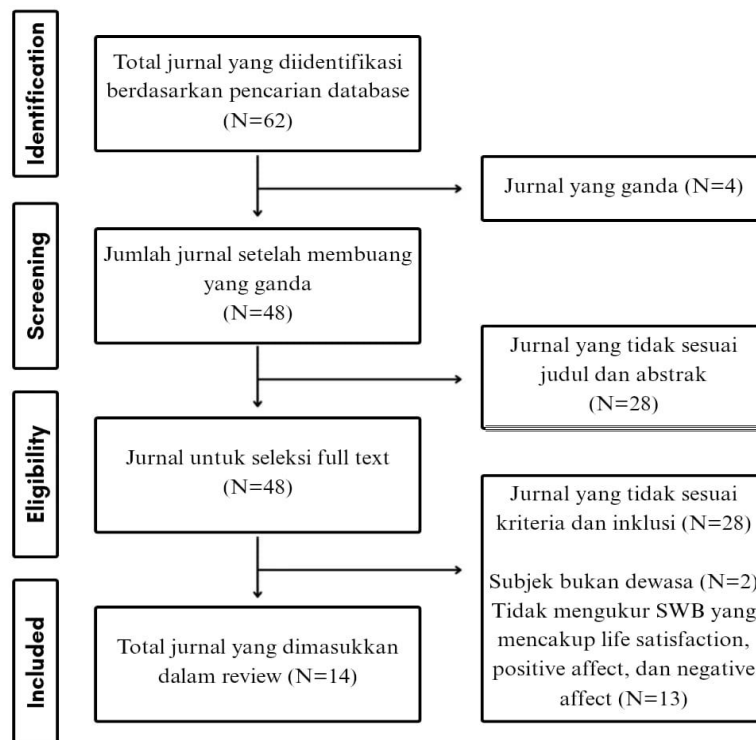 Identification
Total jurnal yang diidentifikasi
berdasarkan pencarian database
(N=62)
Jurnal yang ganda (N=4)
Screening
Jumlah jurnal setelah membuang
yang ganda
(N=48)
Jurnal yang tidak sesuai
judul dan abstrak
(N=28)
Eligibility
Jurnal untuk seleksi full text
(N=48)
Jurnal yang tidak sesuai
kriteria dan inklusi (N=28)
Subjek bukan dewasa (N=2)
Tidak mengukur SWB yang
mencakup life satisfaction,
positive affect, dan negative
affect (N=13)
Included
Total jurnal yang dimasukkan
dalam review (N=14)